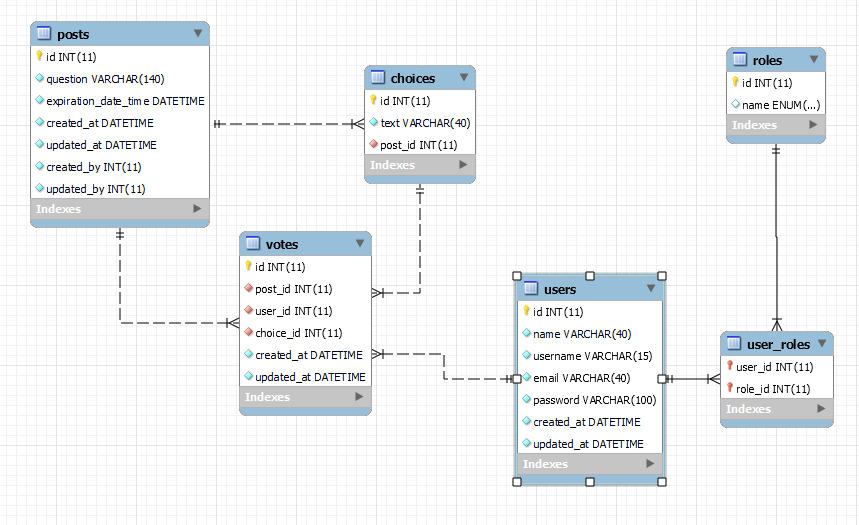 posts
id INT(11)
question VARCHAR(140)
expiration_date_time DATETIME
created_at DATETIME
updated_at DATETIME
created_by INT(11)
updated_by INT(11)
Indexes
choices
id INT(11)
text VARCHAR(40)
post_id INT(11)
Indexes
roles
id INT(11)
name ENUM(...)
Indexes
votes
id INT(11)
post_id INT(11)
user_id INT(11)
choice_id INT(11)
created_at DATETIME
updated_at DATETIME
Indexes
users
id INT(11)
name VARCHAR(40)
username VARCHAR(15)
email VARCHAR(40)
password VARCHAR(100)
created_at DATETIME
updated_at DATETIME
Indexes
user_roles
user_id INT(11)
role_id INT(11)
Indexes